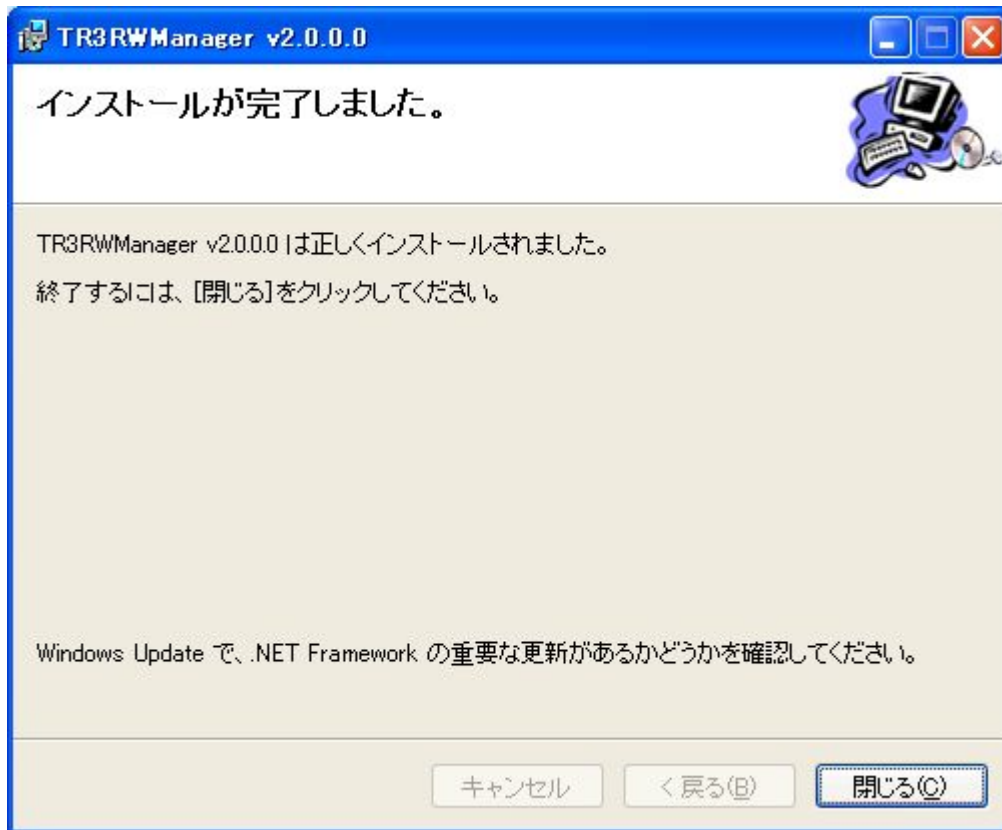 TR3RWManager v2.0.0.0
インストールが完了しました。
TR3RWManager v2.0.0.0 は正しくインストールされました。
終了するには、[閉じる]をクリックしてください。
Windows Update で、.NET Framework の重要な更新があるかどうかを確認してください。
キャンセル
< 戻る(B)
閉じる(C)